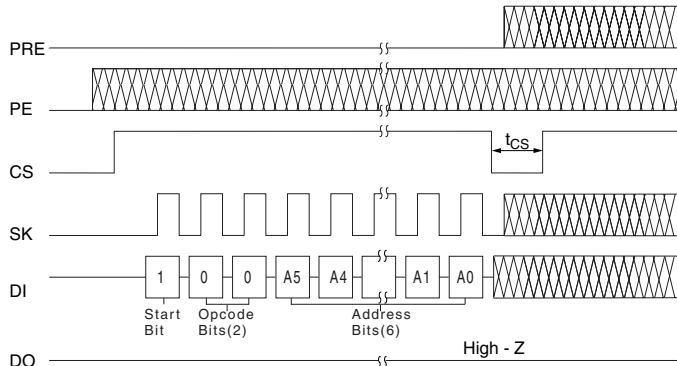 PRE
PE
CS
tCS
SK
DI
1 0 0 A5 A4 A1 A0
Start Bit
Opcode Bits(2)
Address Bits(6)
DO
High - Z